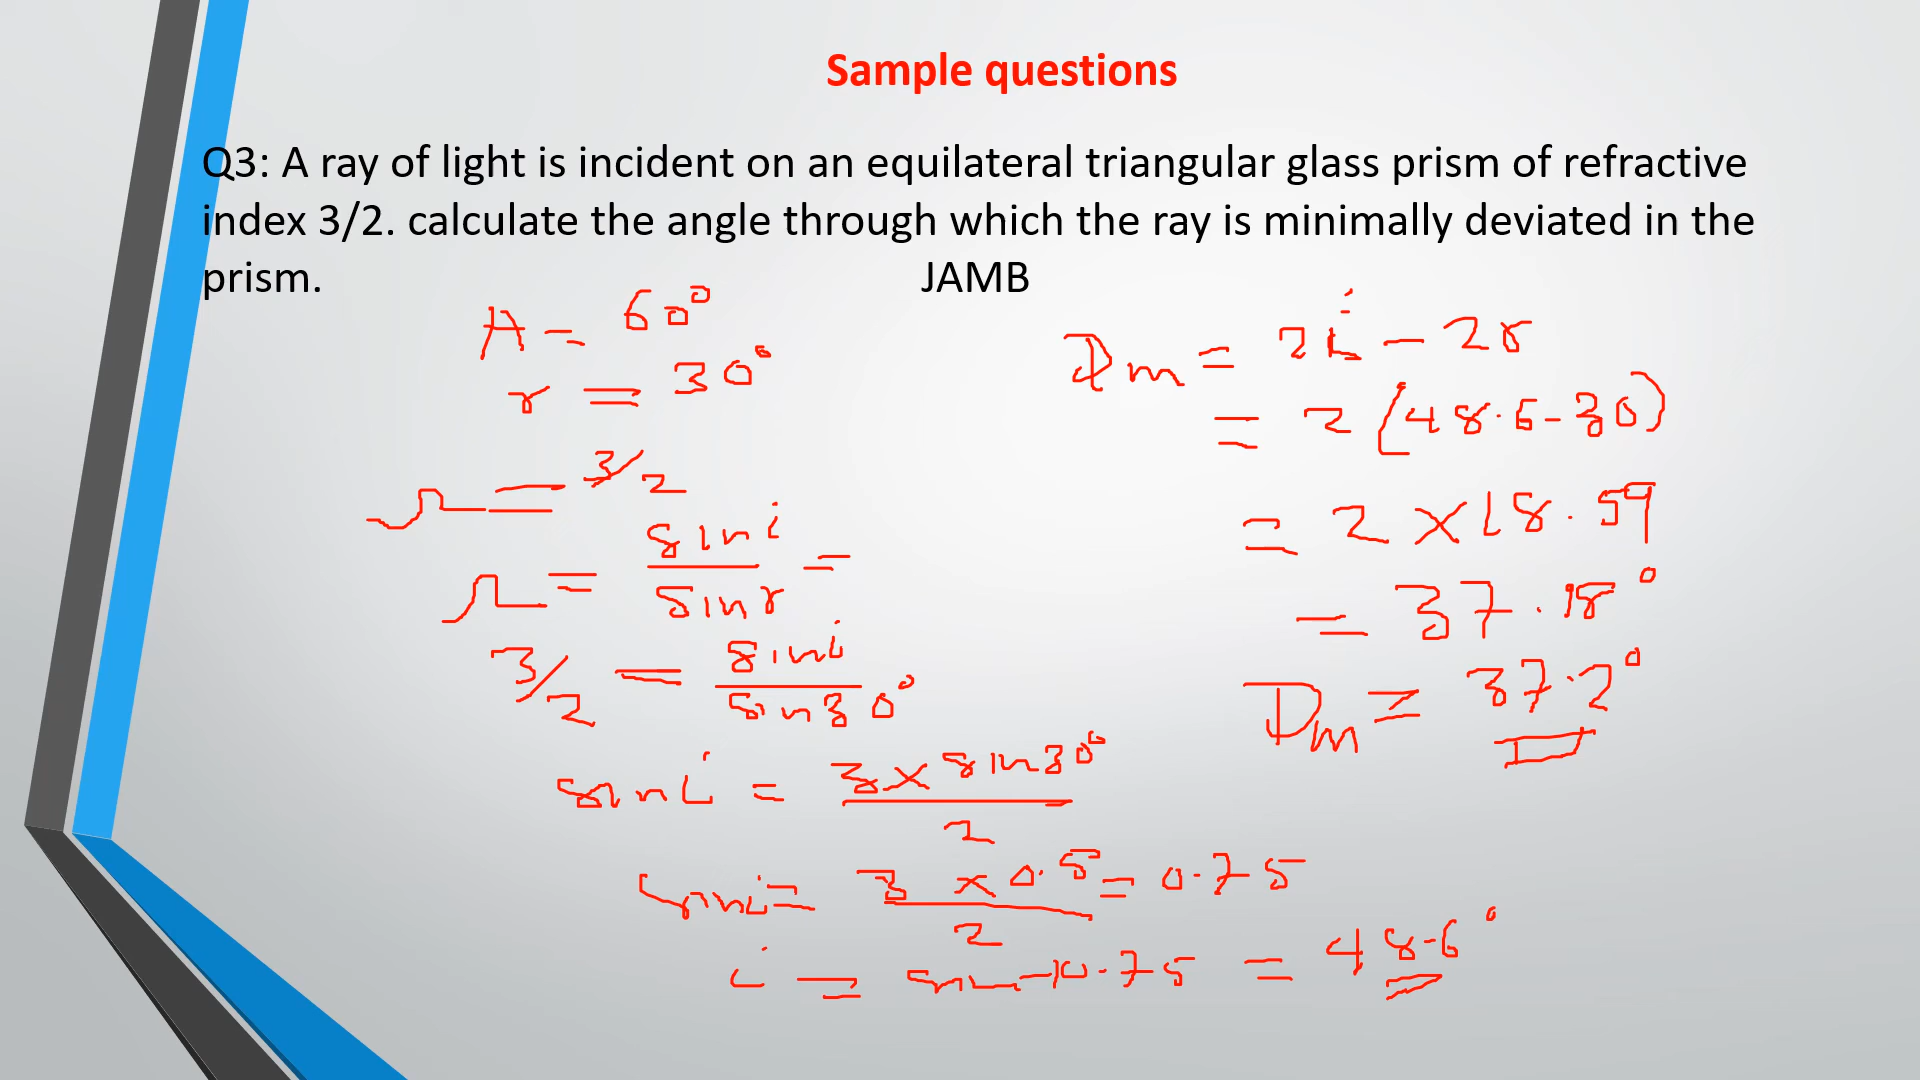 Sample questions
Q3: A ray of light is incident on an equilateral triangular glass prism of refractive
index 3/2. calculate the angle through which the ray is minimally deviated in the
prism. JAMB
A = 60°
r = 30°
n = 3/2
n = sin i / sin r =
3/2 = sin i / sin 30°
sin i = 3 × sin 30° / 2
sin i = 3 × 0.5 / 2 = 0.75
i = sin⁻¹ 0.75 = 48.6°
Dm = 2i - 2r
= 2 (48.6 - 30)
= 2 × 18.59
= 37.18°
Dm = 37.2°